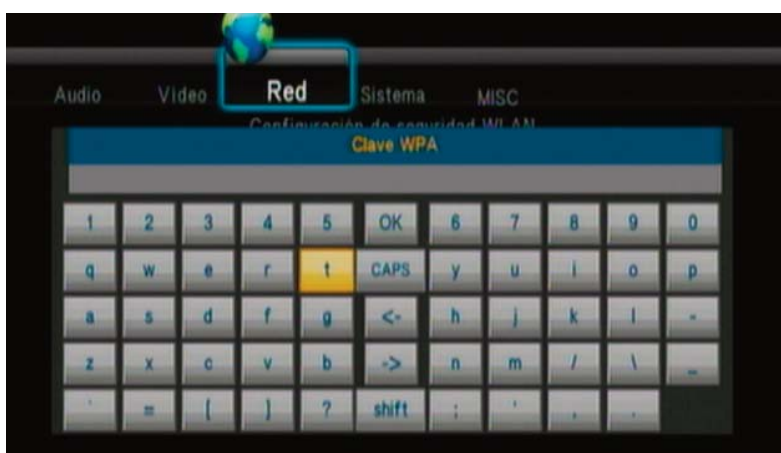 Audio Video Red Sistema MISC
Configuración de seguridad WLAN
Clave WPA
1 2 3 4 5 OK 6 7 8 9 0
q w e r t CAPS y u i o p
a s d f g <- h j k l -
z x c v b -> n m / \ _
= [ ] ? shift ; ' , .